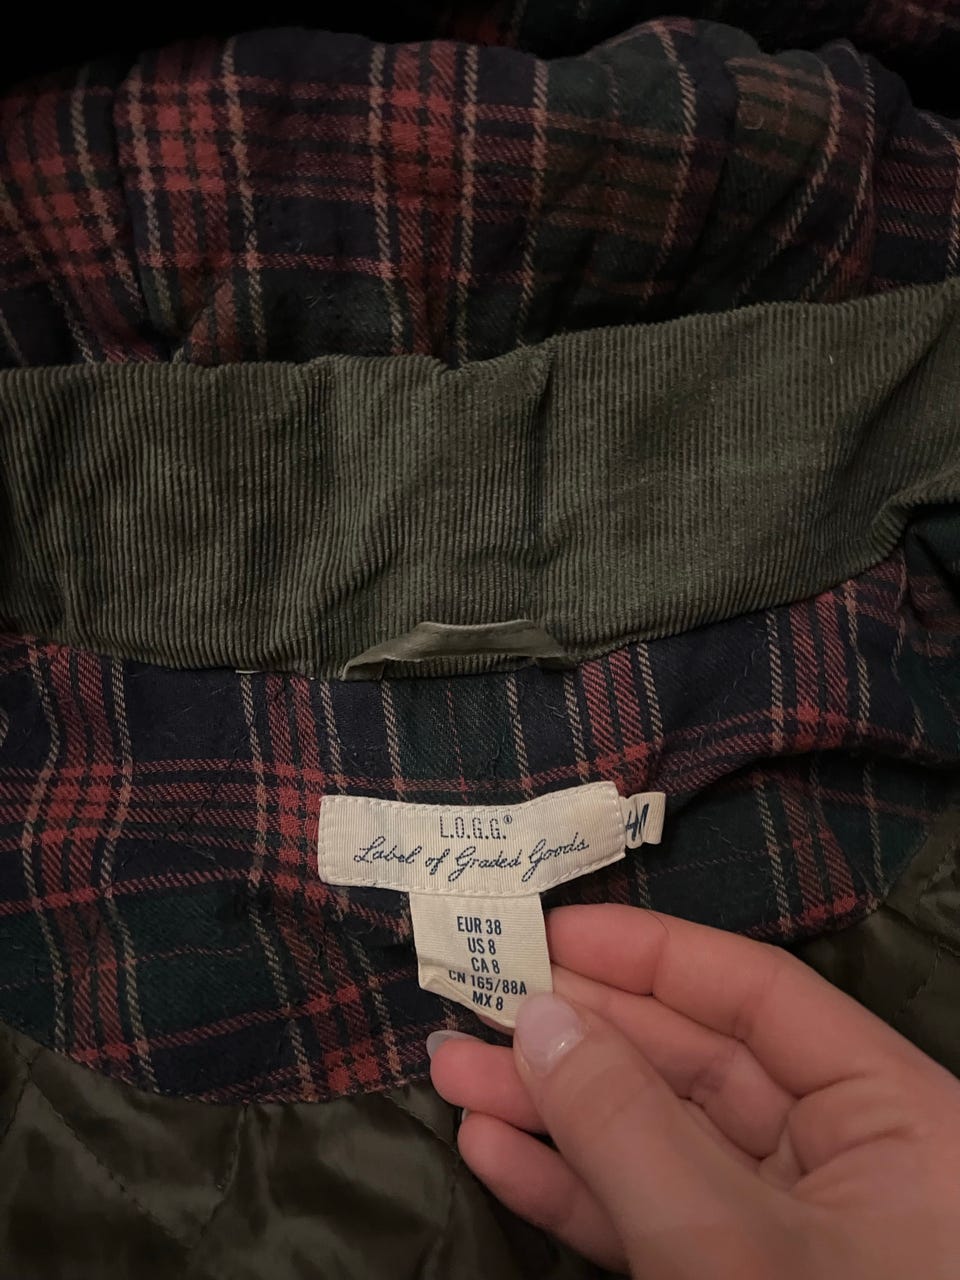 L.O.G.G.®
Label of Graded Goods
EUR 38
US 8
CA 8
CN 165/88A
MX 8